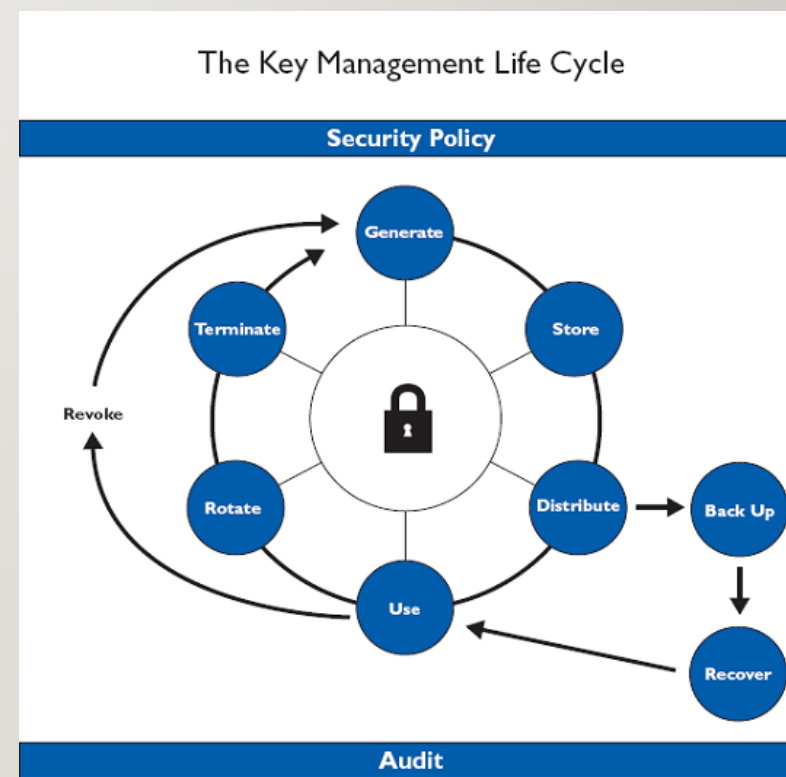 The Key Management Life Cycle
Security Policy
Generate
Terminate
Store
Revoke
Rotate
Distribute
Back Up
Use
Recover
Audit